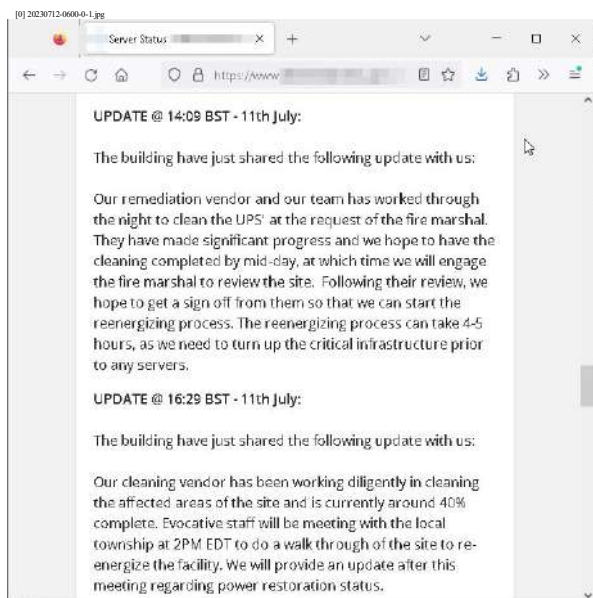 [0] 20230712-0600-0-1.jpg
Server Status
https://www
UPDATE @ 14:09 BST - 11th July:
The building have just shared the following update with us:
Our remediation vendor and our team has worked through
the night to clean the UPS' at the request of the fire marshal.
They have made significant progress and we hope to have the
cleaning completed by mid-day, at which time we will engage
the fire marshal to review the site. Following their review, we
hope to get a sign off from them so that we can start the
reenergizing process. The reenergizing process can take 4-5
hours, as we need to turn up the critical infrastructure prior
to any servers.
UPDATE @ 16:29 BST - 11th July:
The building have just shared the following update with us:
Our cleaning vendor has been working diligently in cleaning
the affected areas of the site and is currently around 40%
complete. Evocative staff will be meeting with the local
township at 2PM EDT to do a walk through of the site to re-
energize the facility. We will provide an update after this
meeting regarding power restoration status.